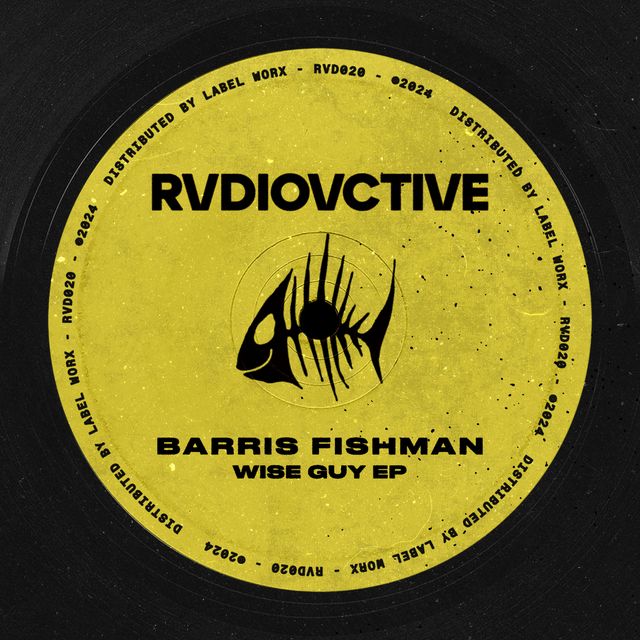 DISTRIBUTED BY LABEL WORX - RVD020 - ©2024
DISTRIBUTED BY LABEL WORX - RVD020 - ©2024
DISTRIBUTED BY LABEL WORX - RVD020 - ©2024
DISTRIBUTED BY LABEL WORX - RVD020 - ©2024
RVDIOVCTIVE
BARRIS FISHMAN
WISE GUY EP